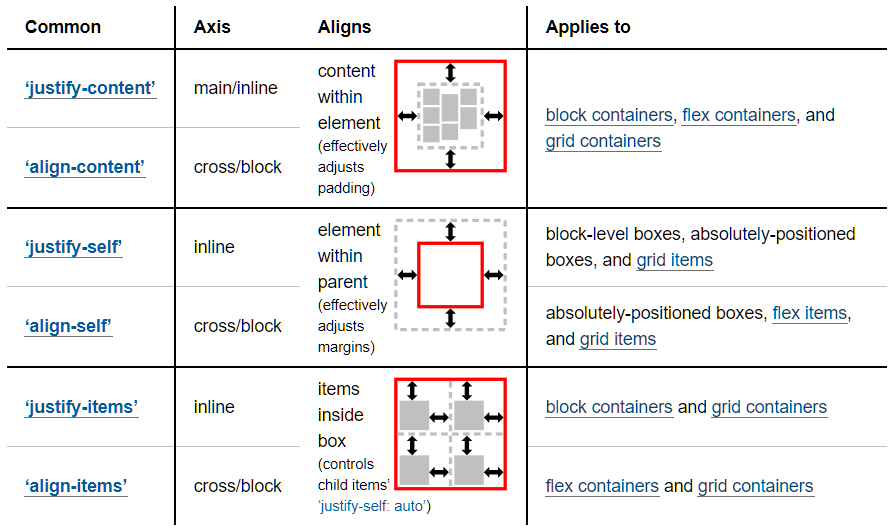 Common Axis Aligns Applies to
‘justify-content’ main/inline
content
within
element
(effectively
adjusts
padding)
block containers, flex containers, and
grid containers
‘align-content’ cross/block
‘justify-self’ inline
element
within
parent
(effectively
adjusts
margins)
block-level boxes, absolutely-positioned
boxes, and grid items
‘align-self’ cross/block
absolutely-positioned boxes, flex items,
and grid items
‘justify-items’ inline
items
inside
box
(controls
child items’
‘justify-self: auto’)
block containers and grid containers
‘align-items’ cross/block
flex containers and grid containers